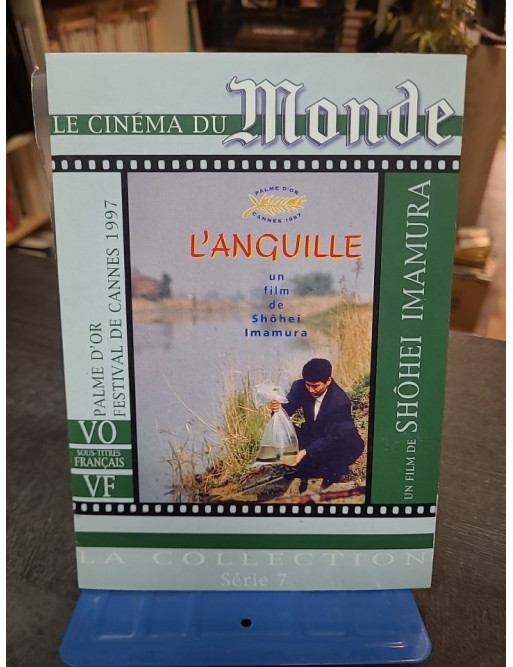 LE CINÉMA DU Monde
PALME D'OR
CANNES 1997
L'ANGUILLE
un
film
de
Shôhei
Imamura
PALME D'OR
FESTIVAL DE CANNES 1997
VO
SOUS-TITRES
FRANÇAIS
VF
UN FILM DE SHÔHEI IMAMURA
LA COLLECTION
Série 7